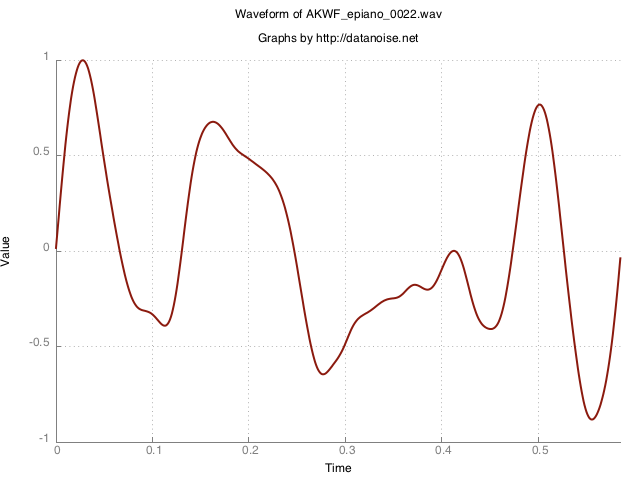 Waveform of AKWF_epiano_0022.wav
Graphs by http://datanoise.net
1
0.5
0
-0.5
-1
Value
0 0.1 0.2 0.3 0.4 0.5
Time